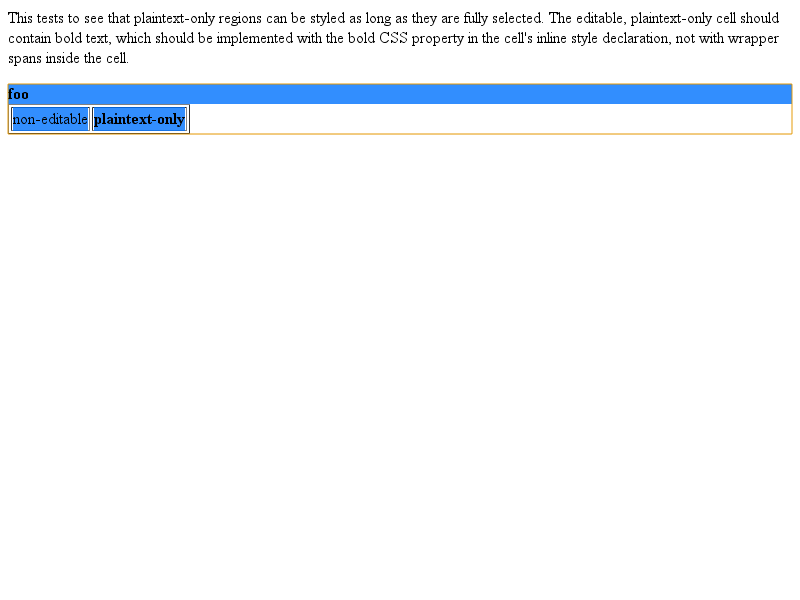 This tests to see that plaintext-only regions can be styled as long as they are fully selected. The editable, plaintext-only cell should
contain bold text, which should be implemented with the bold CSS property in the cell's inline style declaration, not with wrapper
spans inside the cell.
foo
non-editable plaintext-only